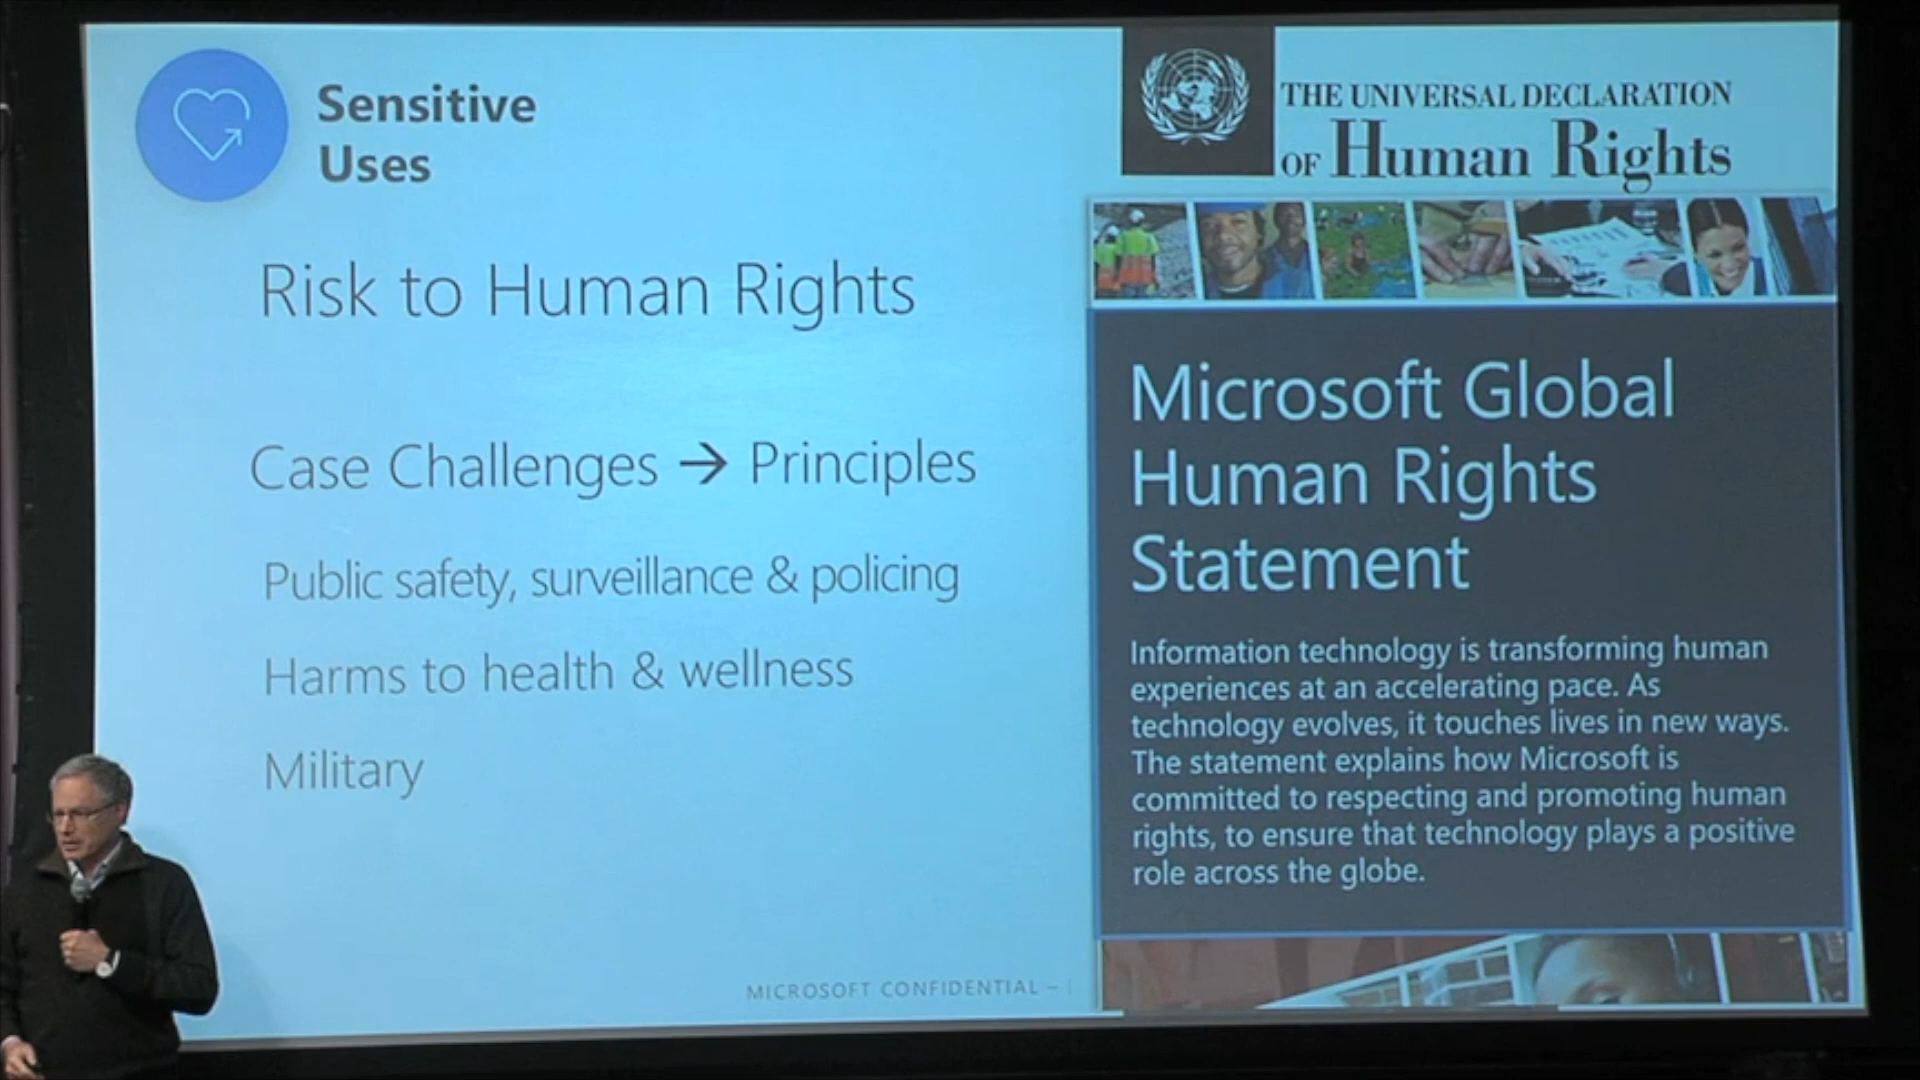 Sensitive
Uses
Risk to Human Rights
Case Challenges → Principles
Public safety, surveillance & policing
Harms to health & wellness
Military
MICROSOFT CONFIDENTIAL –
THE UNIVERSAL DECLARATION
OF Human Rights
Microsoft Global
Human Rights
Statement
Information technology is transforming human
experiences at an accelerating pace. As
technology evolves, it touches lives in new ways.
The statement explains how Microsoft is
committed to respecting and promoting human
rights, to ensure that technology plays a positive
role across the globe.